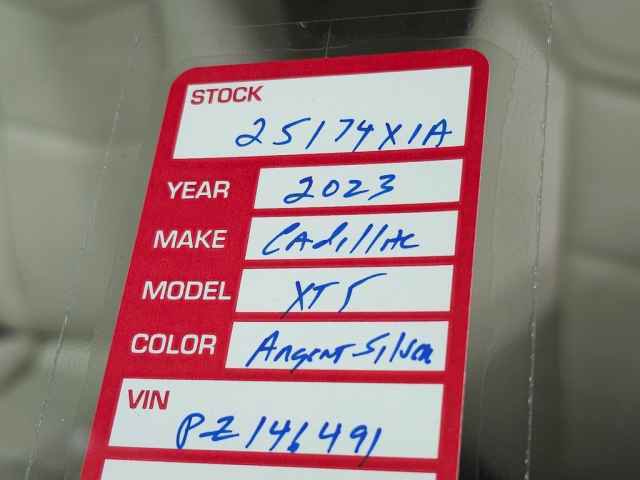 STOCK
25174X1A
YEAR 2023
MAKE Cadillac
MODEL XT5
COLOR Argent Silver
VIN
PZ146491